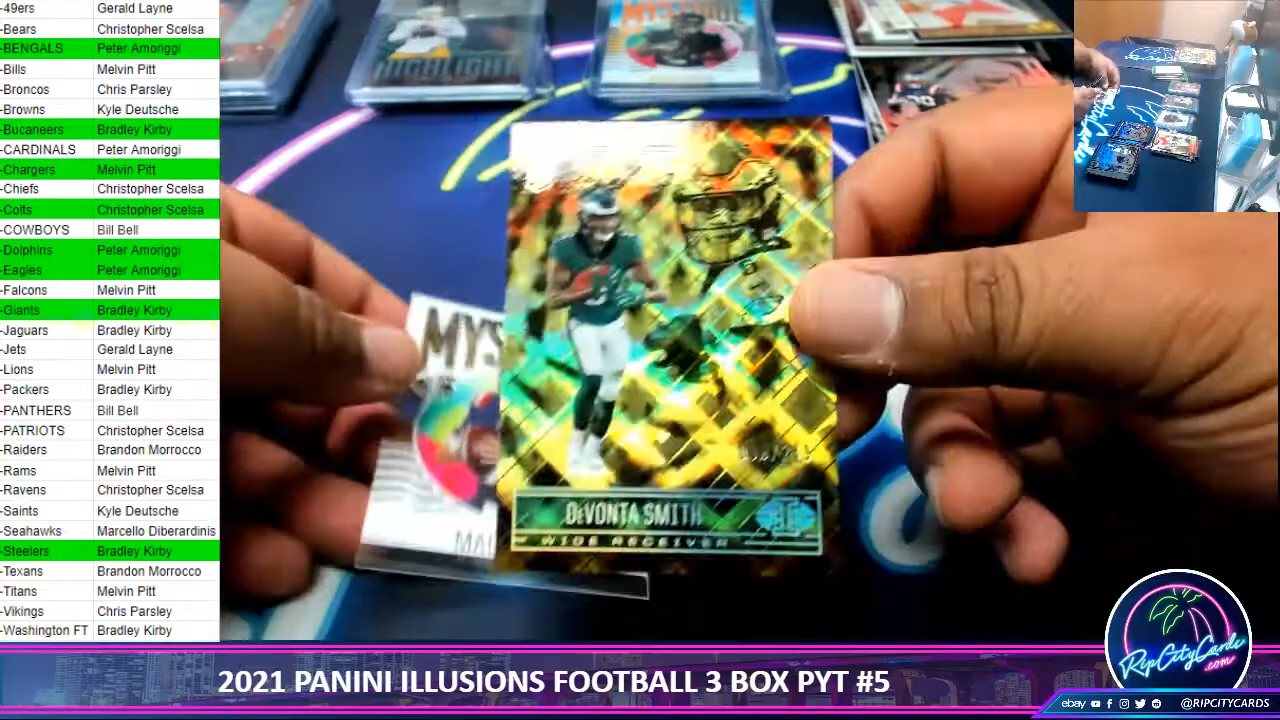 -49ers Gerald Layne
-Bears Christopher Scelsa
-BENGALS Peter Amoriggi
-Bills Melvin Pitt
-Broncos Chris Parsley
-Browns Kyle Deutsche
-Bucaneers Bradley Kirby
-CARDINALS Peter Amoriggi
-Chargers Melvin Pitt
-Chiefs Christopher Scelsa
-Colts Christopher Scelsa
-COWBOYS Bill Bell
-Dolphins Peter Amoriggi
-Eagles Peter Amoriggi
-Falcons Melvin Pitt
-Giants Bradley Kirby
-Jaguars Bradley Kirby
-Jets Gerald Layne
-Lions Melvin Pitt
-Packers Bradley Kirby
-PANTHERS Bill Bell
-PATRIOTS Christopher Scelsa
-Raiders Brandon Morrocco
-Rams Melvin Pitt
-Ravens Christopher Scelsa
-Saints Kyle Deutsche
-Seahawks Marcello Diberardinis
-Steelers Bradley Kirby
-Texans Brandon Morrocco
-Titans Melvin Pitt
-Vikings Chris Parsley
-Washington FT Bradley Kirby
MYS
MAC
DEVONTA SMITH
WIDE RECEIVER
RipCityCards
.com
2021 PANINI ILLUSIONS FOOTBALL 3 BOX PYT #5
ebay @RIPCITYCARDS